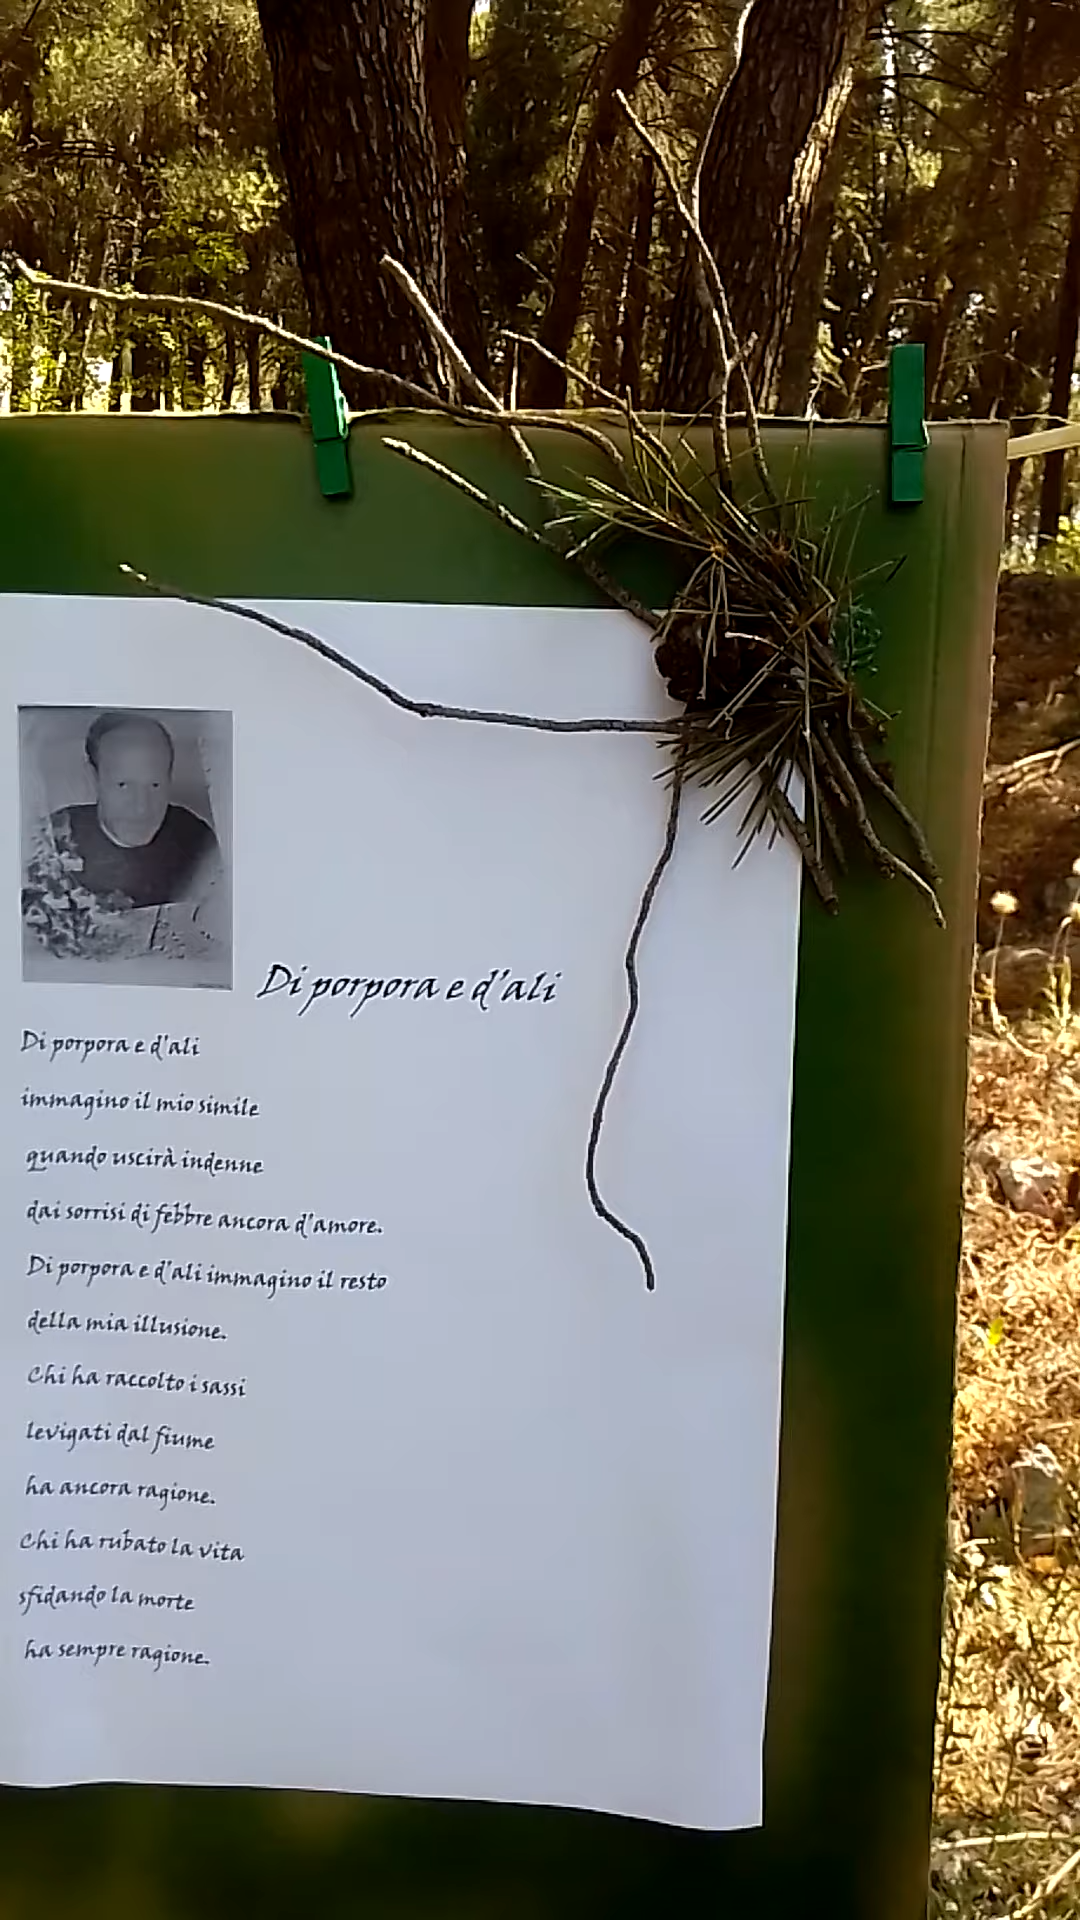 Di porpora e d'ali
Di porpora e d'ali
immagino il mio simile
quando uscirà indenne
dai sorrisi di febbre ancora d'amore.
Di porpora e d'ali immagino il resto
della mia illusione.
Chi ha raccolto i sassi
levigati dal fiume
ha ancora ragione.
Chi ha rubato la vita
sfidando la morte
ha sempre ragione.